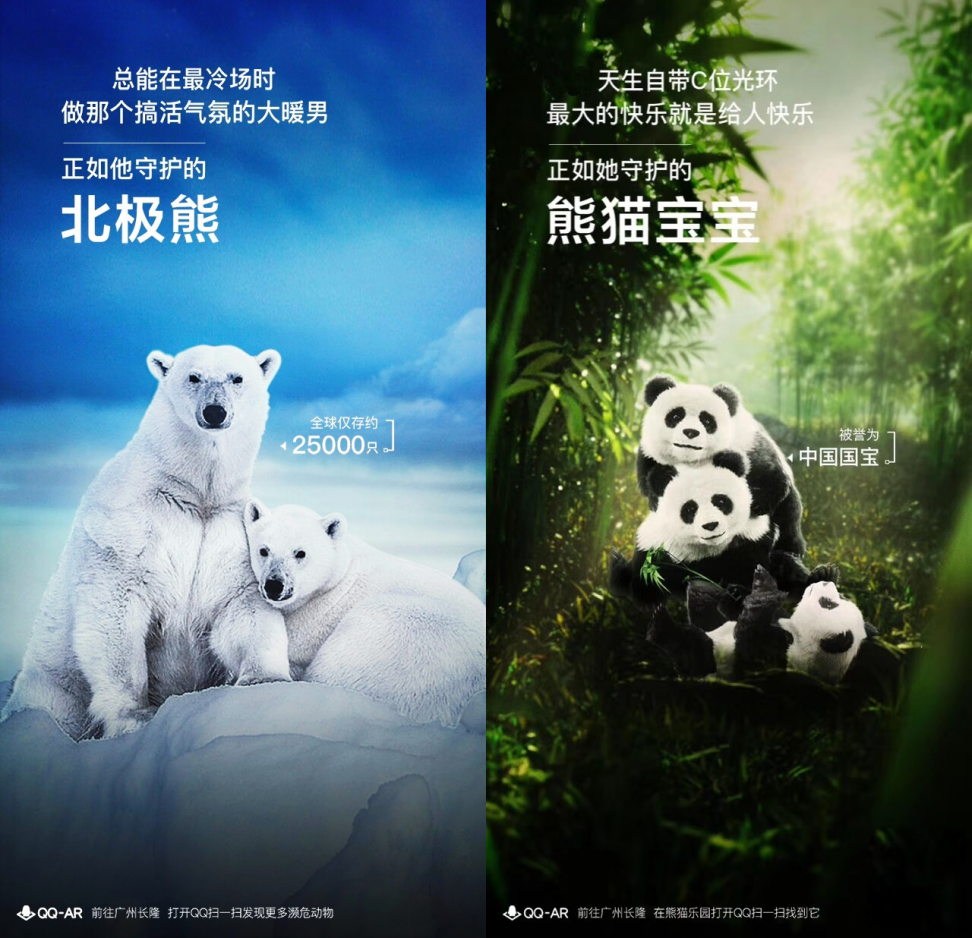 总能在最冷场时
做那个搞活气氛的大暖男
正如他守护的
北极熊
全球仅存约
25000只
QQ-AR 前往广州长隆 打开QQ扫一扫发现更多濒危动物
天生自带C位光环
最大的快乐就是给人快乐
正如她守护的
熊猫宝宝
被誉为
中国国宝
QQ-AR 前往广州长隆 在熊猫乐园打开QQ扫一扫找到它